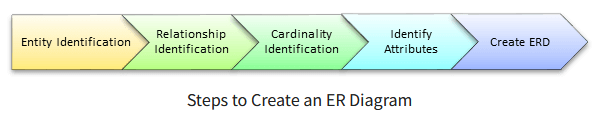 Entity Identification
Relationship
Identification
Cardinality
Identification
Identify
Attributes
Create ERD
Steps to Create an ER Diagram